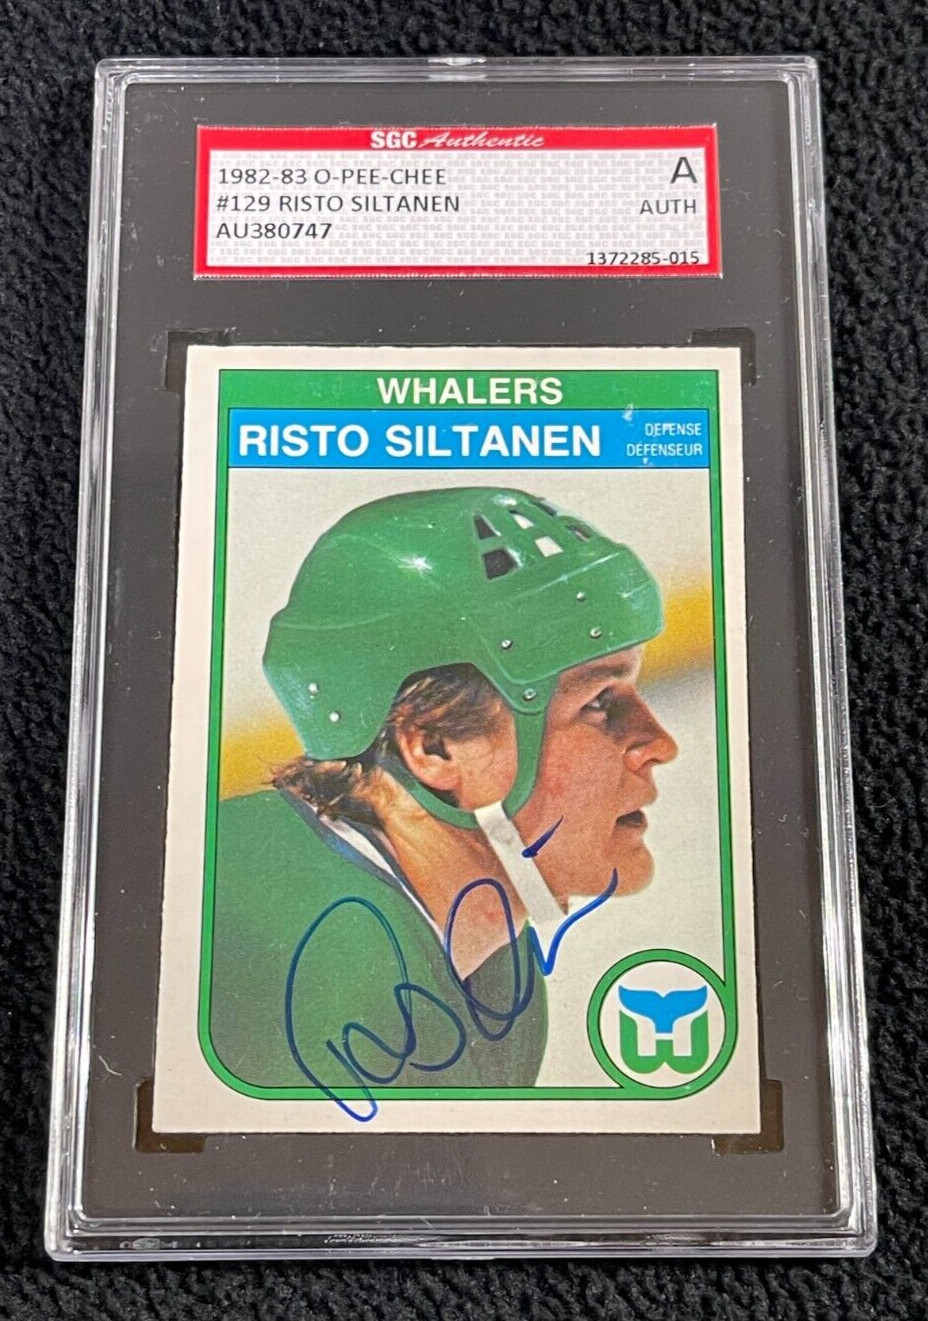 SGC Authentic
1982-83 O-PEE-CHEE
#129 RISTO SILTANEN
AU380747
A
AUTH
1372285-015
WHALERS
RISTO SILTANEN
DEFENSE
DÉFENSEUR